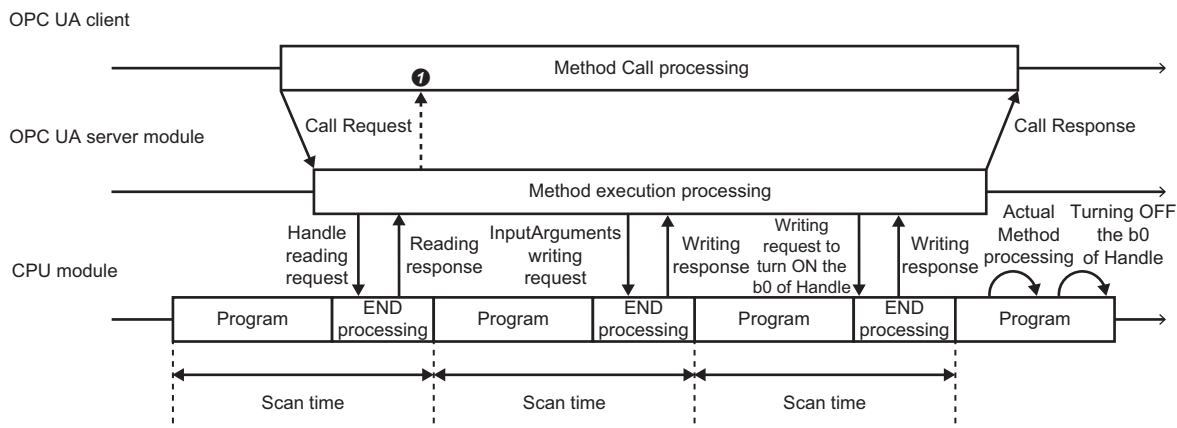 OPC UA client
Method Call processing
❶
Call Request
Call Response
OPC UA server module
Method execution processing
Handle
reading
request
Reading
response
InputArguments
writing
request
Writing
response
Writing
request to
turn ON the
b0 of Handle
Writing
response
Actual
Method
processing
Turning OFF
the b0
of Handle
CPU module
Program
END
processing
Program
END
processing
Program
END
processing
Program
Scan time
Scan time
Scan time